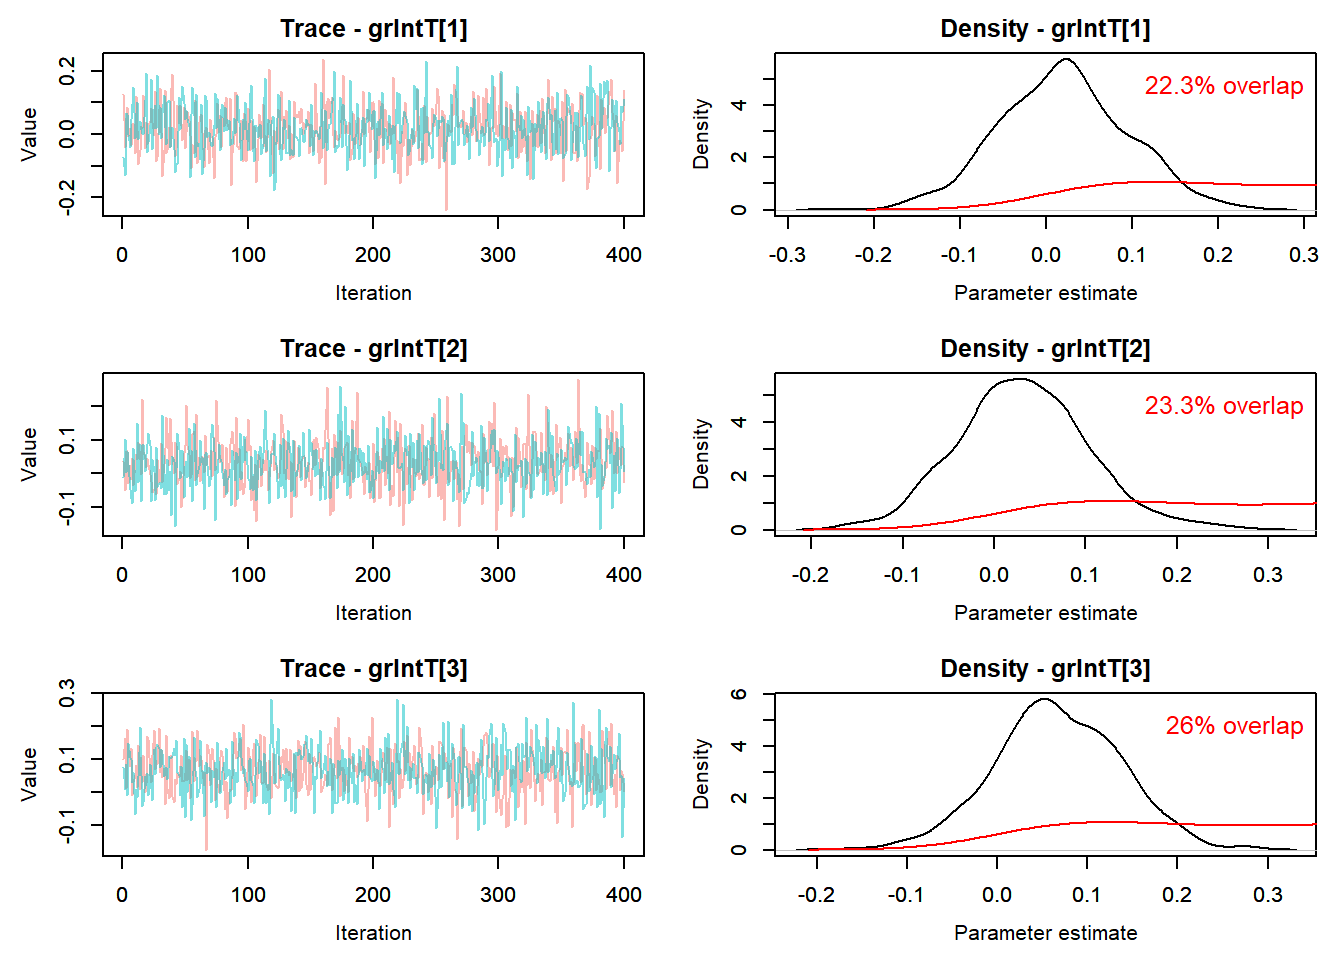 Trace - grIntT[1]
Value
-0.2 0.0 0.2
0 100 200 300 400
Iteration
Density - grIntT[1]
22.3% overlap
Density
0 2 4
-0.3 -0.2 -0.1 0.0 0.1 0.2 0.3
Parameter estimate
Trace - grIntT[2]
Value
-0.1 0.1
0 100 200 300 400
Iteration
Density - grIntT[2]
23.3% overlap
Density
0 2 4
-0.2 -0.1 0.0 0.1 0.2 0.3
Parameter estimate
Trace - grIntT[3]
Value
-0.1 0.1 0.3
0 100 200 300 400
Iteration
Density - grIntT[3]
26% overlap
Density
0 2 4 6
-0.2 -0.1 0.0 0.1 0.2 0.3
Parameter estimate